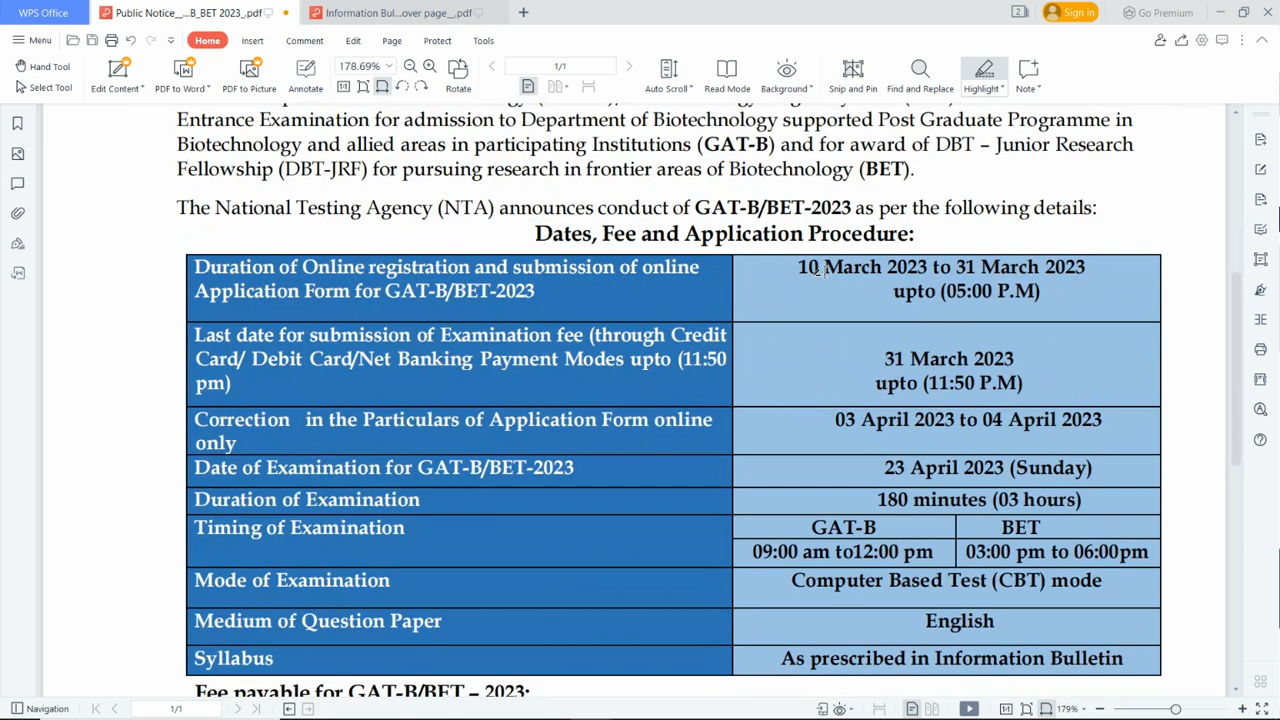 WPS Office
Public Notice__...B_BET 2023_.pdf
Information Bul...over page__.pdf
2
Sign in
Go Premium
Menu
Home
Insert
Comment
Edit
Page
Protect
Tools
Hand Tool
Select Tool
Edit Content
PDF to Word
PDF to Picture
Annotate
178.69%
Rotate
1/1
Auto Scroll
Read Mode
Background
Snip and Pin
Find and Replace
Highlight
Note
Entrance Examination for admission to Department of Biotechnology supported Post Graduate Programme in
Biotechnology and allied areas in participating Institutions (GAT-B) and for award of DBT – Junior Research
Fellowship (DBT-JRF) for pursuing research in frontier areas of Biotechnology (BET).
The National Testing Agency (NTA) announces conduct of GAT-B/BET-2023 as per the following details:
Dates, Fee and Application Procedure:
Duration of Online registration and submission of online
Application Form for GAT-B/BET-2023
10 March 2023 to 31 March 2023
upto (05:00 P.M)
Last date for submission of Examination fee (through Credit
Card/ Debit Card/Net Banking Payment Modes upto (11:50
pm)
31 March 2023
upto (11:50 P.M)
Correction in the Particulars of Application Form online
only
03 April 2023 to 04 April 2023
Date of Examination for GAT-B/BET-2023
23 April 2023 (Sunday)
Duration of Examination
180 minutes (03 hours)
Timing of Examination
GAT-B
BET
09:00 am to12:00 pm
03:00 pm to 06:00pm
Mode of Examination
Computer Based Test (CBT) mode
Medium of Question Paper
English
Syllabus
As prescribed in Information Bulletin
Fee payable for GAT-B/BET – 2023:
Navigation
1/1
179%